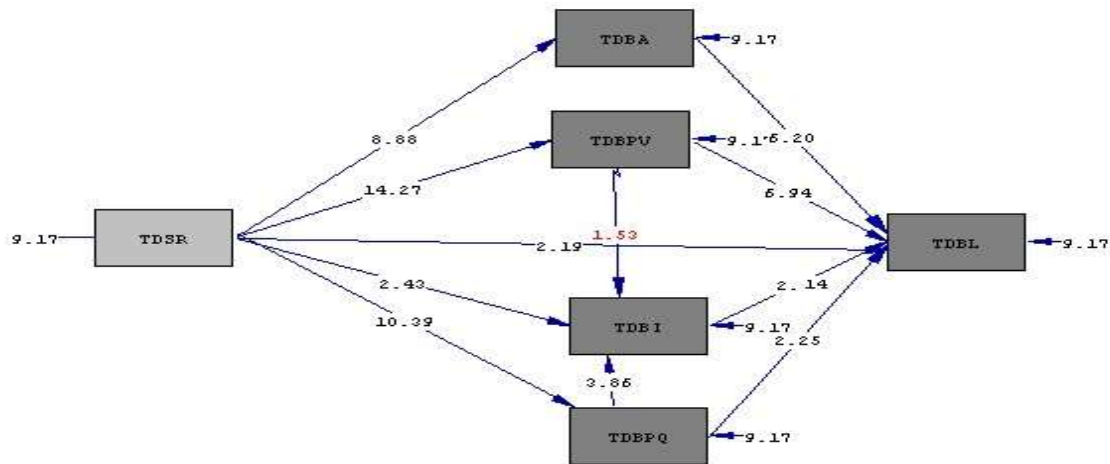 TDBA
9.17
8.88
6.20
TDBPV
9.17
14.27
6.94
TDSR
9.17
1.53
2.19
TDBL
9.17
2.43
2.14
TDBI
9.17
10.39
2.25
3.86
TDBPQ
9.17